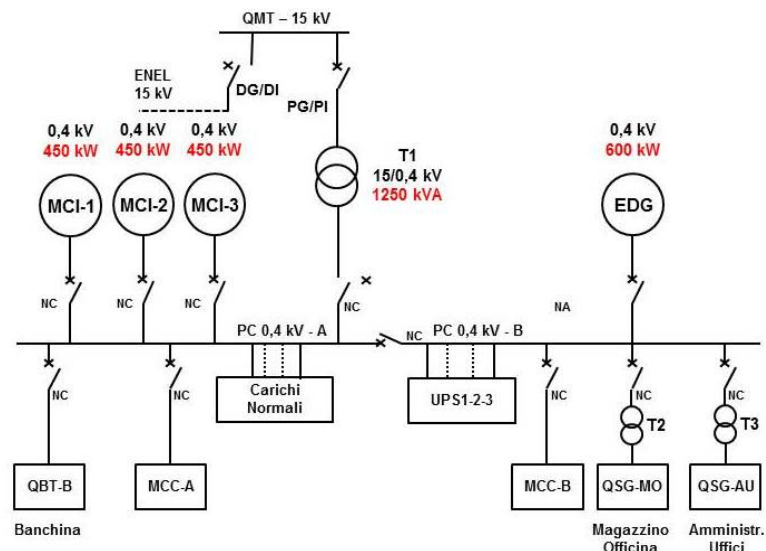 QMT – 15 kV
ENEL
15 kV
DG/DI
PG/PI
0,4 kV
450 kW
0,4 kV
450 kW
0,4 kV
450 kW
T1
15/0,4 kV
1250 kVA
0,4 kV
600 kW
MCI-1
MCI-2
MCI-3
EDG
NC
NC
NC
NC
NA
PC 0,4 kV - A
NC
PC 0,4 kV - B
Carichi
Normali
UPS1-2-3
NC
NC
NC
NC
NC
T2
T3
QBT-B
MCC-A
MCC-B
QSG-MO
QSG-AU
Banchina
Magazzino
Officina
Amministr.
Uffici